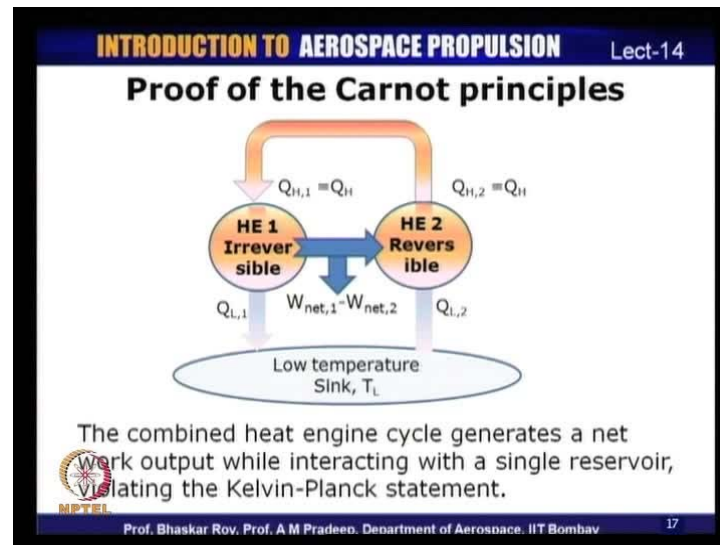 INTRODUCTION TO AEROSPACE PROPULSION Lect-14
Proof of the Carnot principles
QH,1 =QH
QH,2 =QH
HE 1
Irrever
sible
HE 2
Revers
ible
QL,1
Wnet,1-Wnet,2
QL,2
Low temperature
Sink, TL
The combined heat engine cycle generates a net
work output while interacting with a single reservoir,
violating the Kelvin-Planck statement.
NPTEL
Prof. Bhaskar Roy, Prof. A M Pradeep, Department of Aerospace, IIT Bombay
17